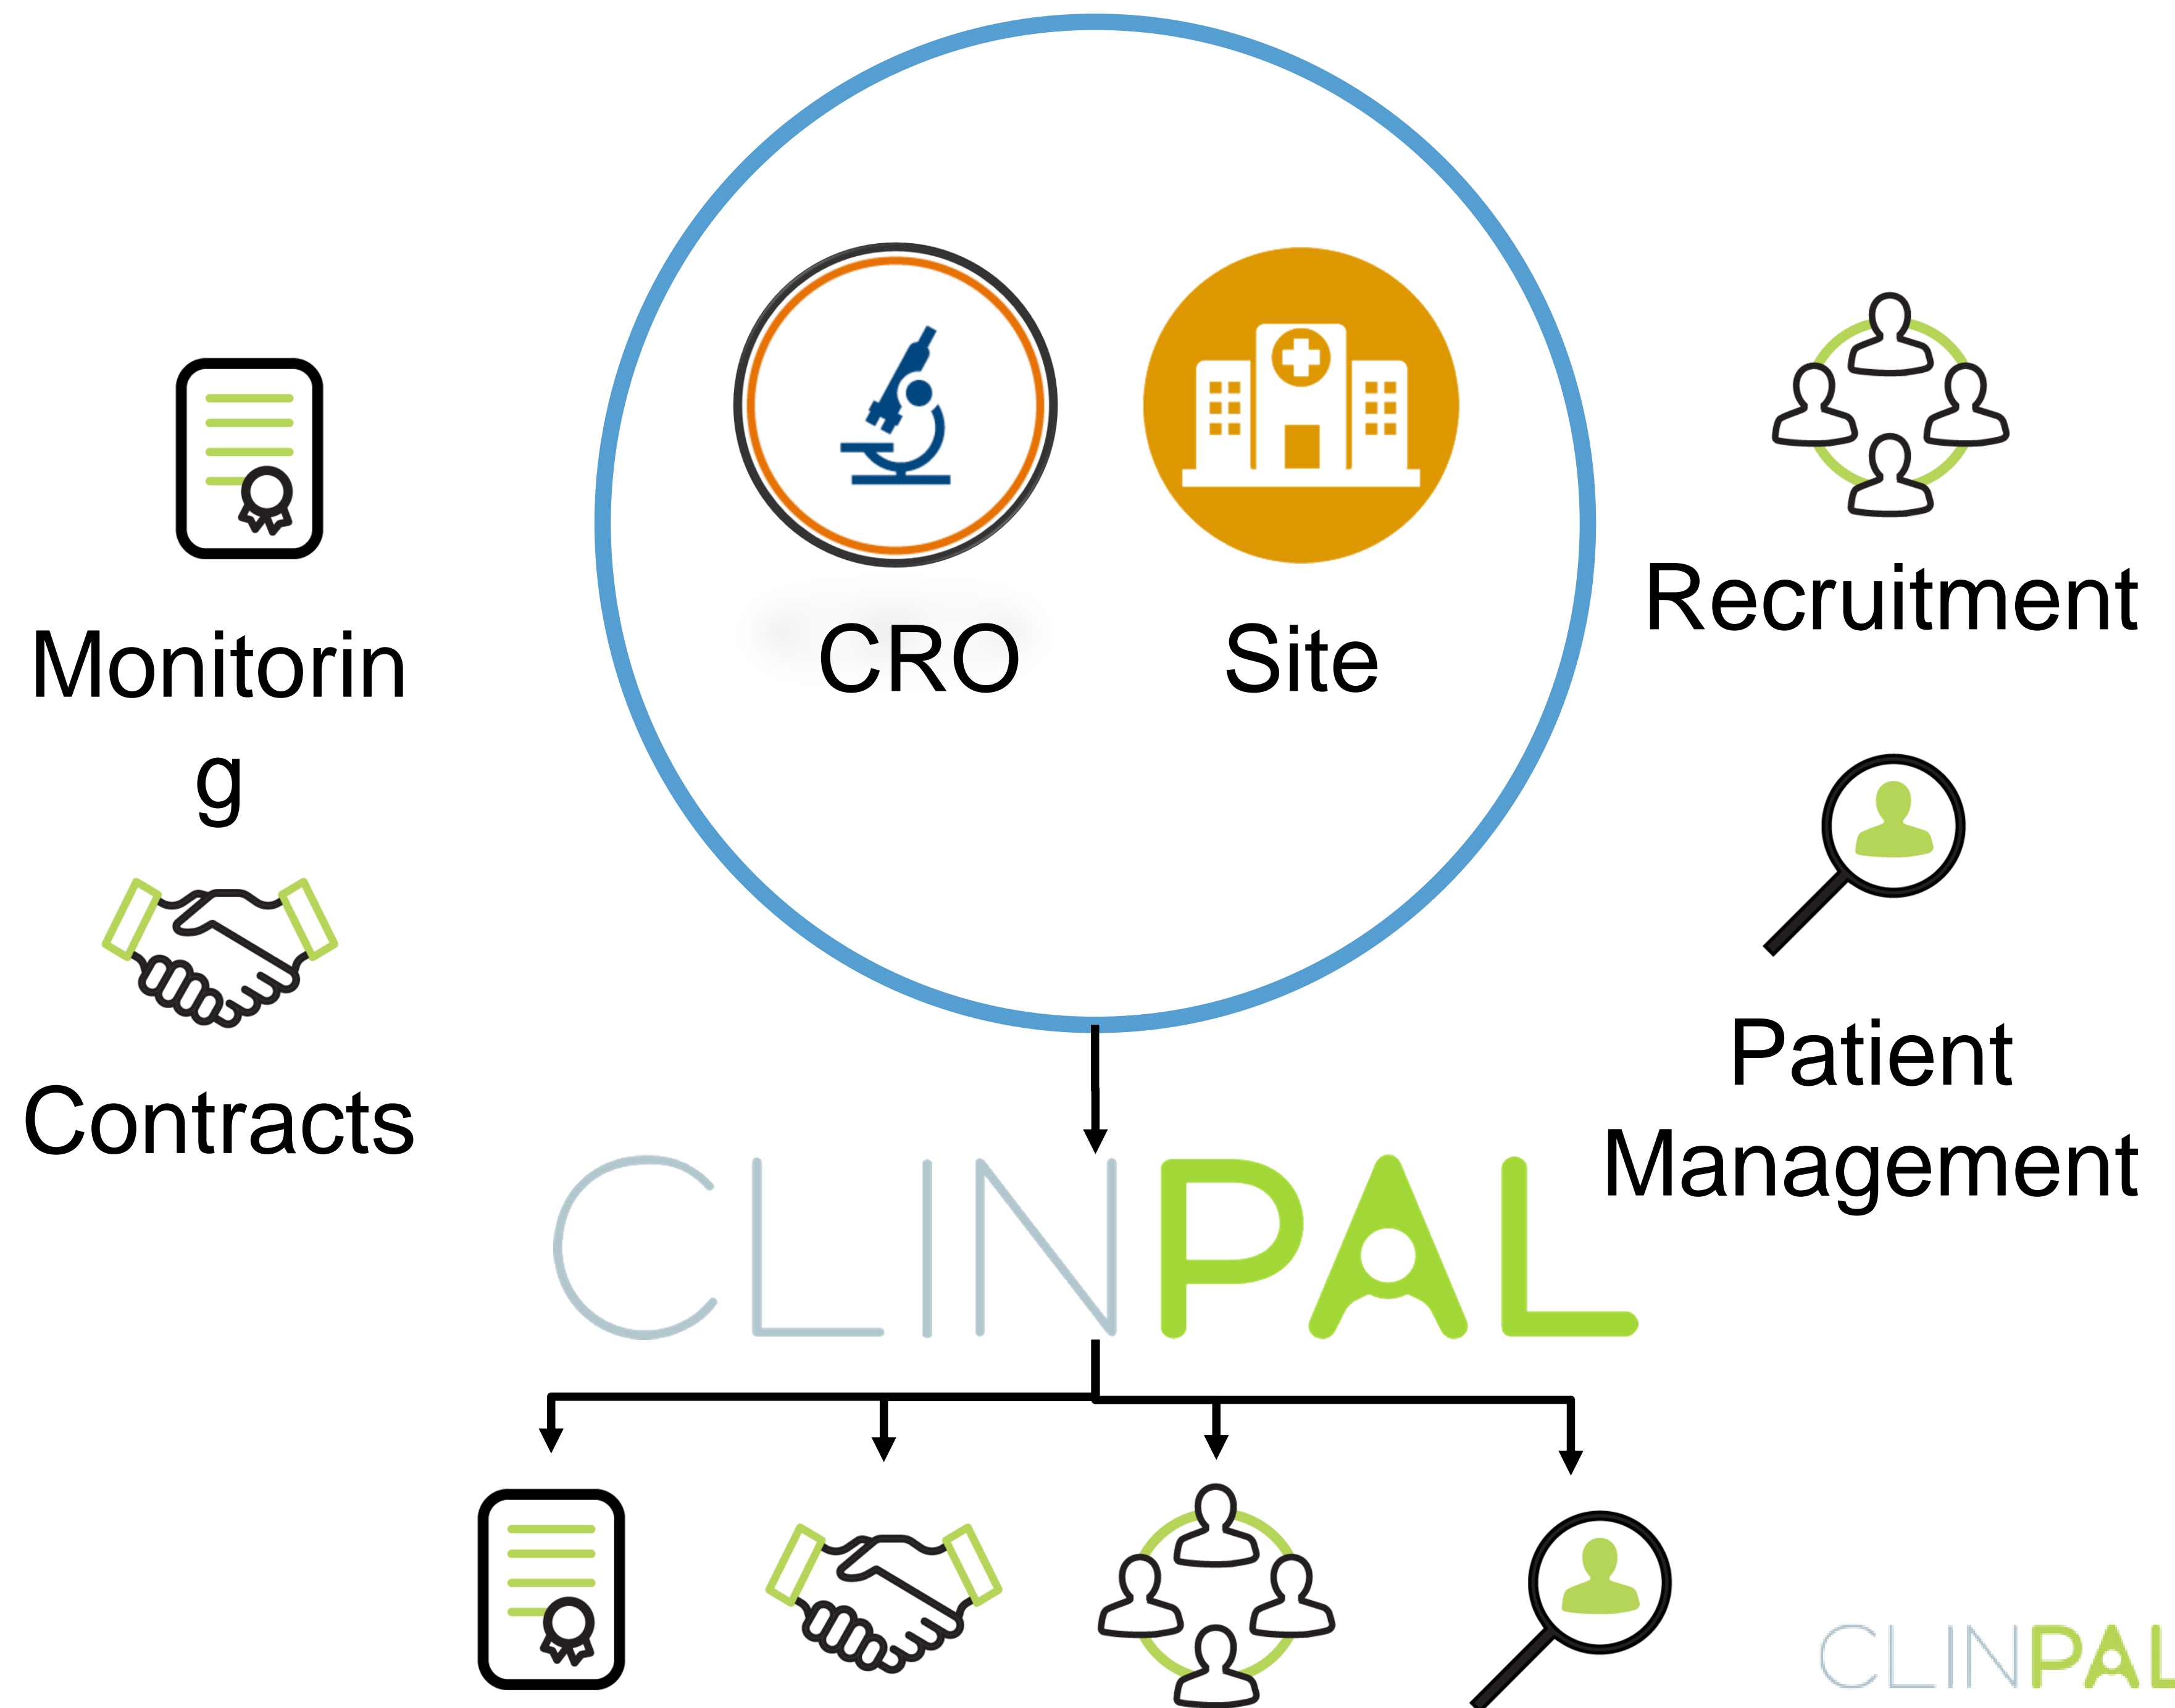 CRO
Site
Recruitment
Monitorin
g
Patient
Management
Contracts
CLINPAL
CLINPAL